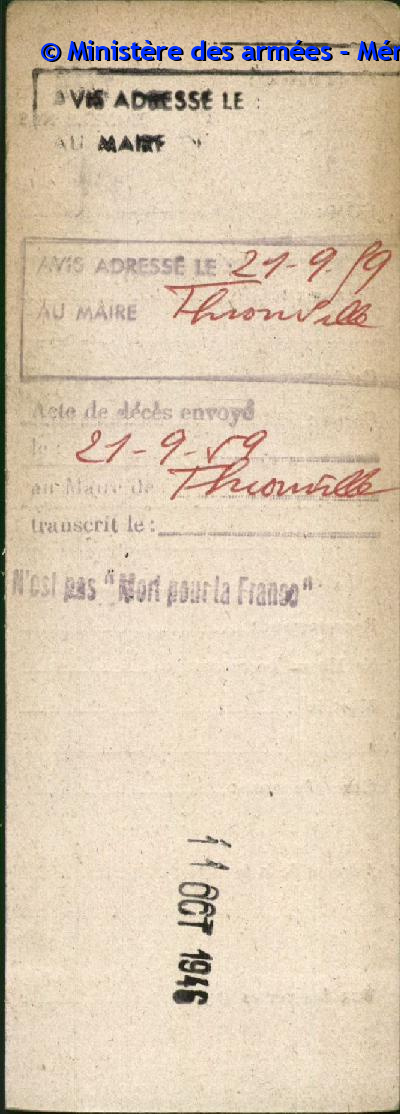 © Ministère des armées - Mém
AVIS ADRESSÉ LE :
AU MAIRE
AVIS ADRESSÉ LE 21-9-59
AU MAIRE Thionville
Acte de décès envoyé
le : 21-9-59
au Maire de Thionville
transcrit le :
N'est pas "Mort pour la France"
11 OCT 1946